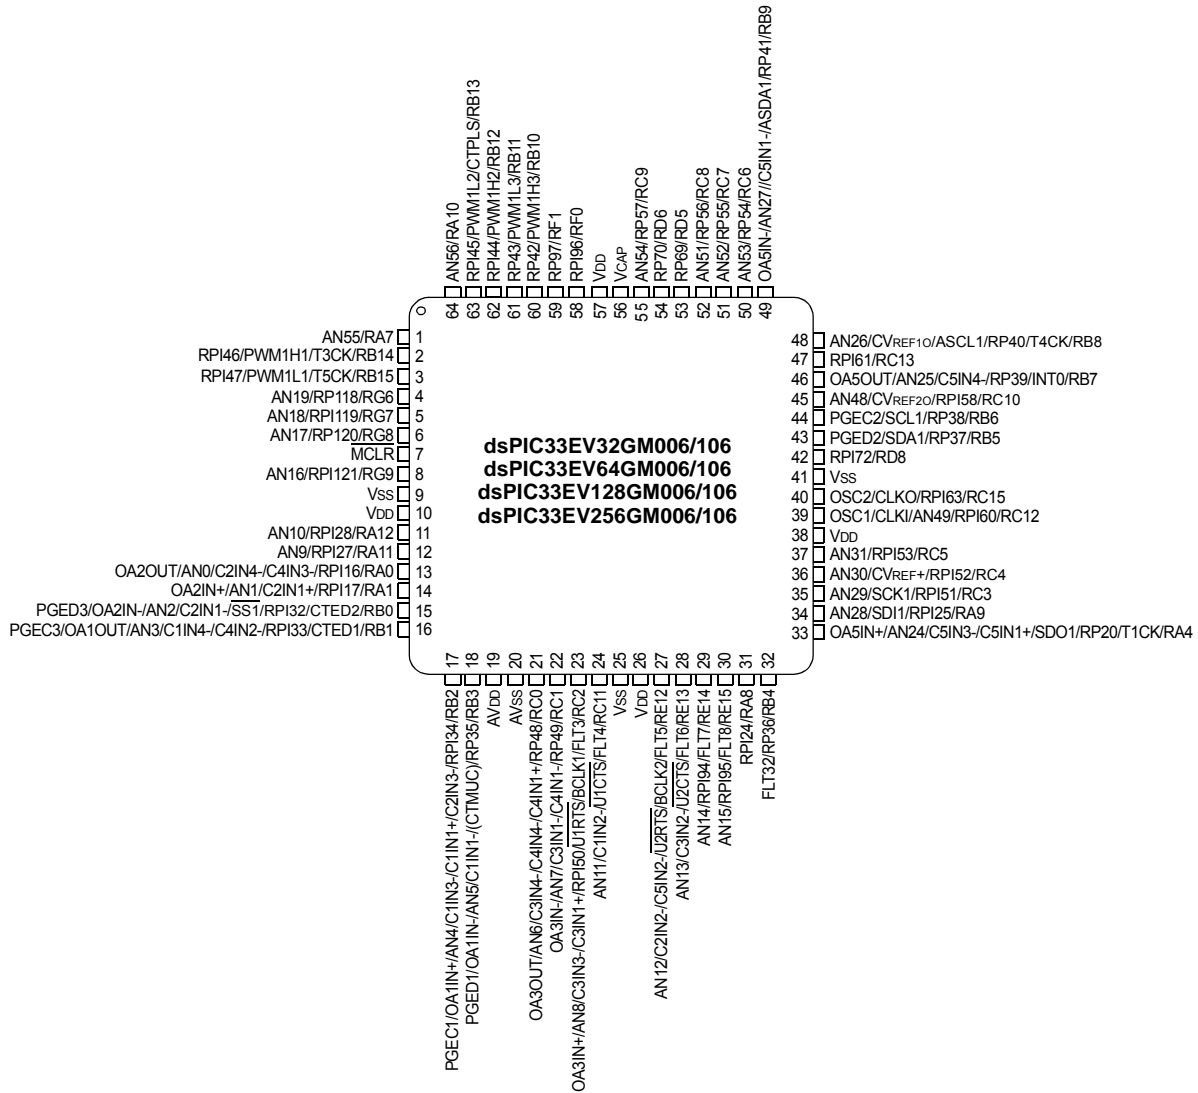 AN56/RA10
RPI45/PWM1L2/CTPLS/RB13
RPI44/PWM1H2/RB12
RP43/PWM1L3/RB11
RP42/PWM1H3/RB10
RP97/RF1
RPI96/RF0
VDD
VCAP
AN54/RP57/RC9
RP70/RD6
RP69/RD5
AN51/RP56/RC8
AN52/RP55/RC7
AN53/RP54/RC6
OA5IN-/AN27//C5IN1-/ASDA1/RP41/RB9
64 63 62 61 60 59 58 57 56 55 54 53 52 51 50 49
AN55/RA7 1
RPI46/PWM1H1/T3CK/RB14 2
RPI47/PWM1L1/T5CK/RB15 3
AN19/RP118/RG6 4
AN18/RPI119/RG7 5
AN17/RP120/RG8 6
MCLR 7
AN16/RPI121/RG9 8
VSS 9
VDD 10
AN10/RPI28/RA12 11
AN9/RPI27/RA11 12
OA2OUT/AN0/C2IN4-/C4IN3-/RPI16/RA0 13
OA2IN+/AN1/C2IN1+/RPI17/RA1 14
PGED3/OA2IN-/AN2/C2IN1-/SS1/RPI32/CTED2/RB0 15
PGEC3/OA1OUT/AN3/C1IN4-/C4IN2-/RPI33/CTED1/RB1 16
dsPIC33EV32GM006/106
dsPIC33EV64GM006/106
dsPIC33EV128GM006/106
dsPIC33EV256GM006/106
48 AN26/CVREF1O/ASCL1/RP40/T4CK/RB8
47 RPI61/RC13
46 OA5OUT/AN25/C5IN4-/RP39/INT0/RB7
45 AN48/CVREF2O/RPI58/RC10
44 PGEC2/SCL1/RP38/RB6
43 PGED2/SDA1/RP37/RB5
42 RPI72/RD8
41 VSS
40 OSC2/CLKO/RPI63/RC15
39 OSC1/CLKI/AN49/RPI60/RC12
38 VDD
37 AN31/RPI53/RC5
36 AN30/CVREF+/RPI52/RC4
35 AN29/SCK1/RPI51/RC3
34 AN28/SDI1/RPI25/RA9
33 OA5IN+/AN24/C5IN3-/C5IN1+/SDO1/RP20/T1CK/RA4
17 18 19 20 21 22 23 24 25 26 27 28 29 30 31 32
PGEC1/OA1IN+/AN4/C1IN3-/C1IN1+/C2IN3-/RPI34/RB2
PGED1/OA1IN-/AN5/C1IN1-/(CTMUC)/RP35/RB3
AVDD
AVSS
OA3OUT/AN6/C3IN4-/C4IN4-/C4IN1+/RP48/RC0
OA3IN-/AN7/C3IN1-/C4IN1-/RP49/RC1
OA3IN+/AN8/C3IN3-/C3IN1+/RPI50/U1RTS/BCLK1/FLT3/RC2
AN11/C1IN2-/U1CTS/FLT4/RC11
VSS
VDD
AN12/C2IN2-/C5IN2-/U2RTS/BCLK2/FLT5/RE12
AN13/C3IN2-/U2CTS/FLT6/RE13
AN14/RPI94/FLT7/RE14
AN15/RPI95/FLT8/RE15
RPI24/RA8
FLT32/RP36/RB4